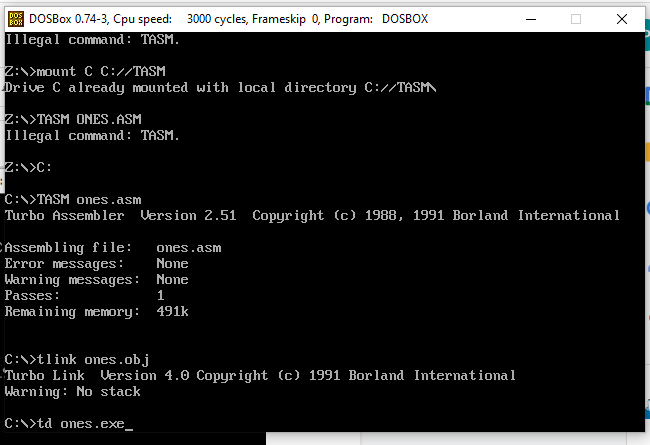 DOSBox 0.74-3, Cpu speed: 3000 cycles, Frameskip 0, Program: DOSBOX
Illegal command: TASM.
Z:\>mount C C://TASM
Drive C already mounted with local directory C://TASM\
Z:\>TASM ONES.ASM
Illegal command: TASM.
Z:\>C:
C:\>TASM ones.asm
Turbo Assembler Version 2.51 Copyright (c) 1988, 1991 Borland International
Assembling file: ones.asm
Error messages: None
Warning messages: None
Passes: 1
Remaining memory: 491k
C:\>tlink ones.obj
Turbo Link Version 4.0 Copyright (c) 1991 Borland International
Warning: No stack
C:\>td ones.exe_